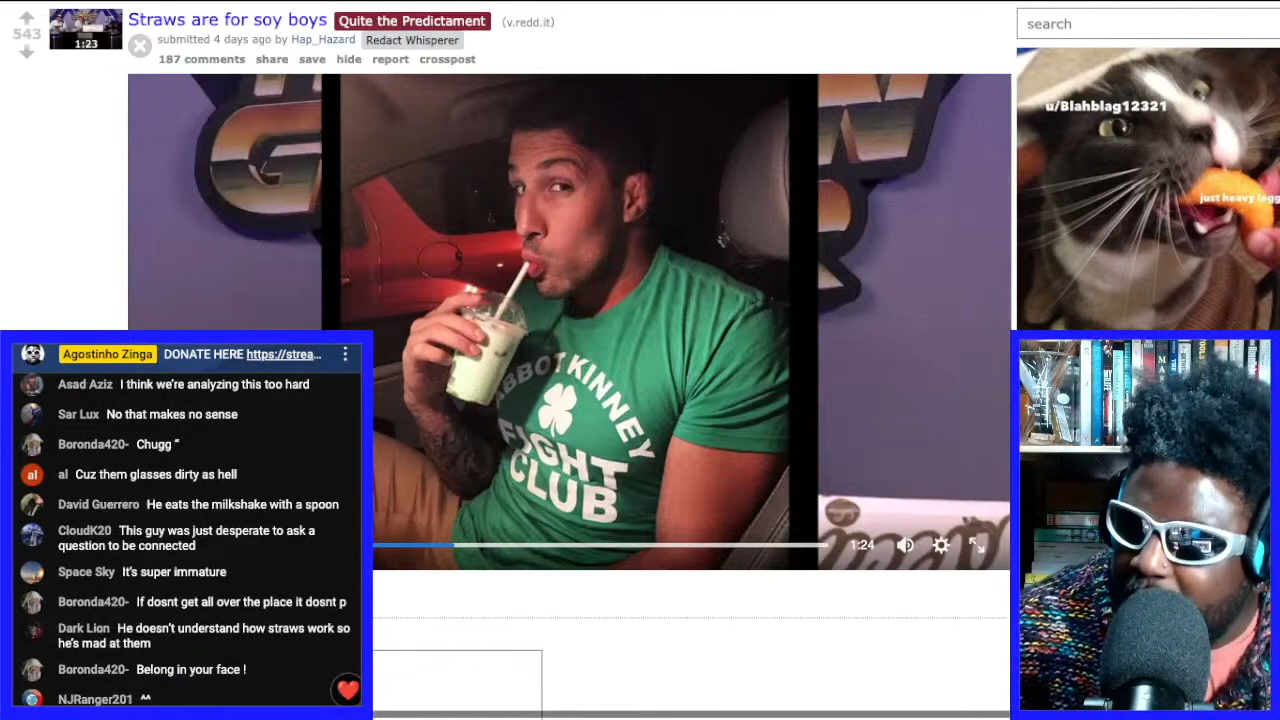 Straws are for soy boys Quite the Predictament (v.redd.it)
543
1:23
submitted 4 days ago by Hap_Hazard Redact Whisperer
187 comments share save hide report crosspost
search
u/Blahblag12321
ABBOT KINNEY
FIGHT
CLUB
1:24
Agostinho Zinga DONATE HERE https://strea...
Asad Aziz I think we're analyzing this too hard
Sar Lux No that makes no sense
Boronda420- Chugg "
al al Cuz them glasses dirty as hell
David Guerrero He eats the milkshake with a spoon
CloudK20 This guy was just desperate to ask a
question to be connected
Space Sky It's super immature
Boronda420- If dosnt get all over the place it dosnt p
Dark Lion He doesn't understand how straws work so
he's mad at them
Boronda420- Belong in your face !
NJRanger201 ^^